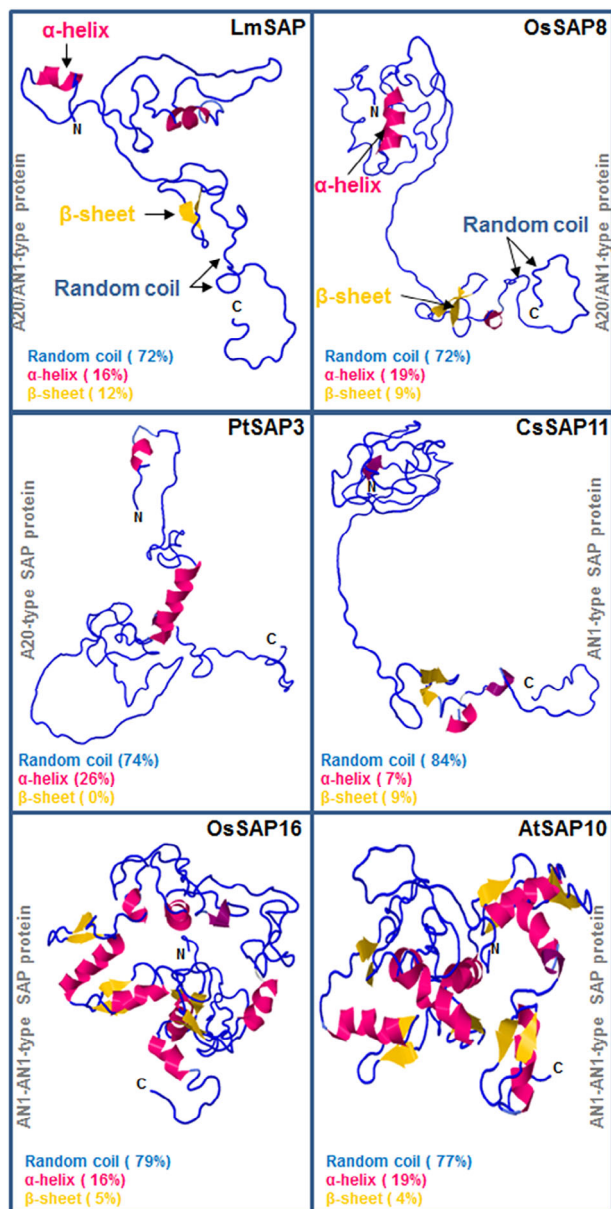 LmSAP
α-helix
N
β-sheet
Random coil
C
A20/AN1-type protein
Random coil ( 72%)
α-helix ( 16%)
β-sheet ( 12%)
OsSAP8
N
α-helix
Random coil
β-sheet
C
A20/AN1-type protein
Random coil ( 72%)
α-helix ( 19%)
β-sheet ( 9%)
PtSAP3
N
C
A20-type SAP protein
Random coil (74%)
α-helix (26%)
β-sheet ( 0%)
CsSAP11
N
C
AN1-type SAP protein
Random coil ( 84%)
α-helix ( 7%)
β-sheet ( 9%)
OsSAP16
N
C
AN1-AN1-type SAP protein
Random coil ( 79%)
α-helix ( 16%)
β-sheet ( 5%)
AtSAP10
N
C
AN1-AN1-type SAP protein
Random coil ( 77%)
α-helix ( 19%)
β-sheet ( 4%)